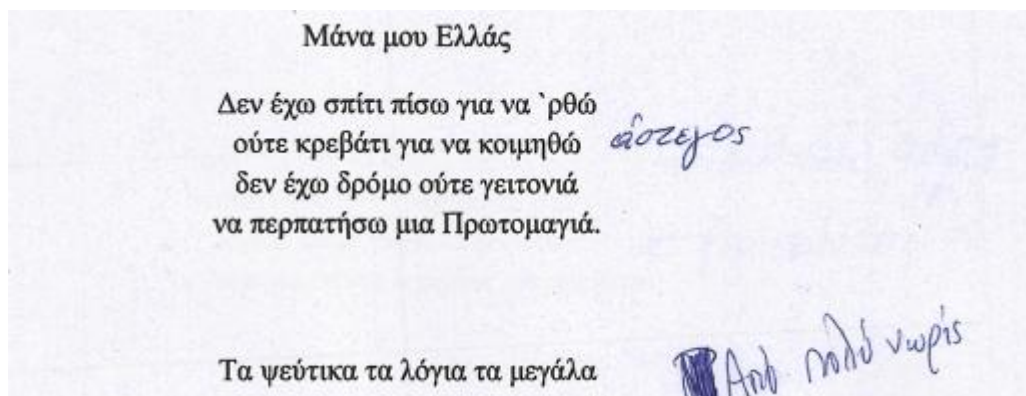 Μάνα μου Ελλάς
Δεν έχω σπίτι πίσω για να `ρθώ
ούτε κρεβάτι για να κοιμηθώ άστεγος
δεν έχω δρόμο ούτε γειτονιά
να περπατήσω μια Πρωτομαγιά.
Τα ψεύτικα τα λόγια τα μεγάλα Από πολύ νωρίς